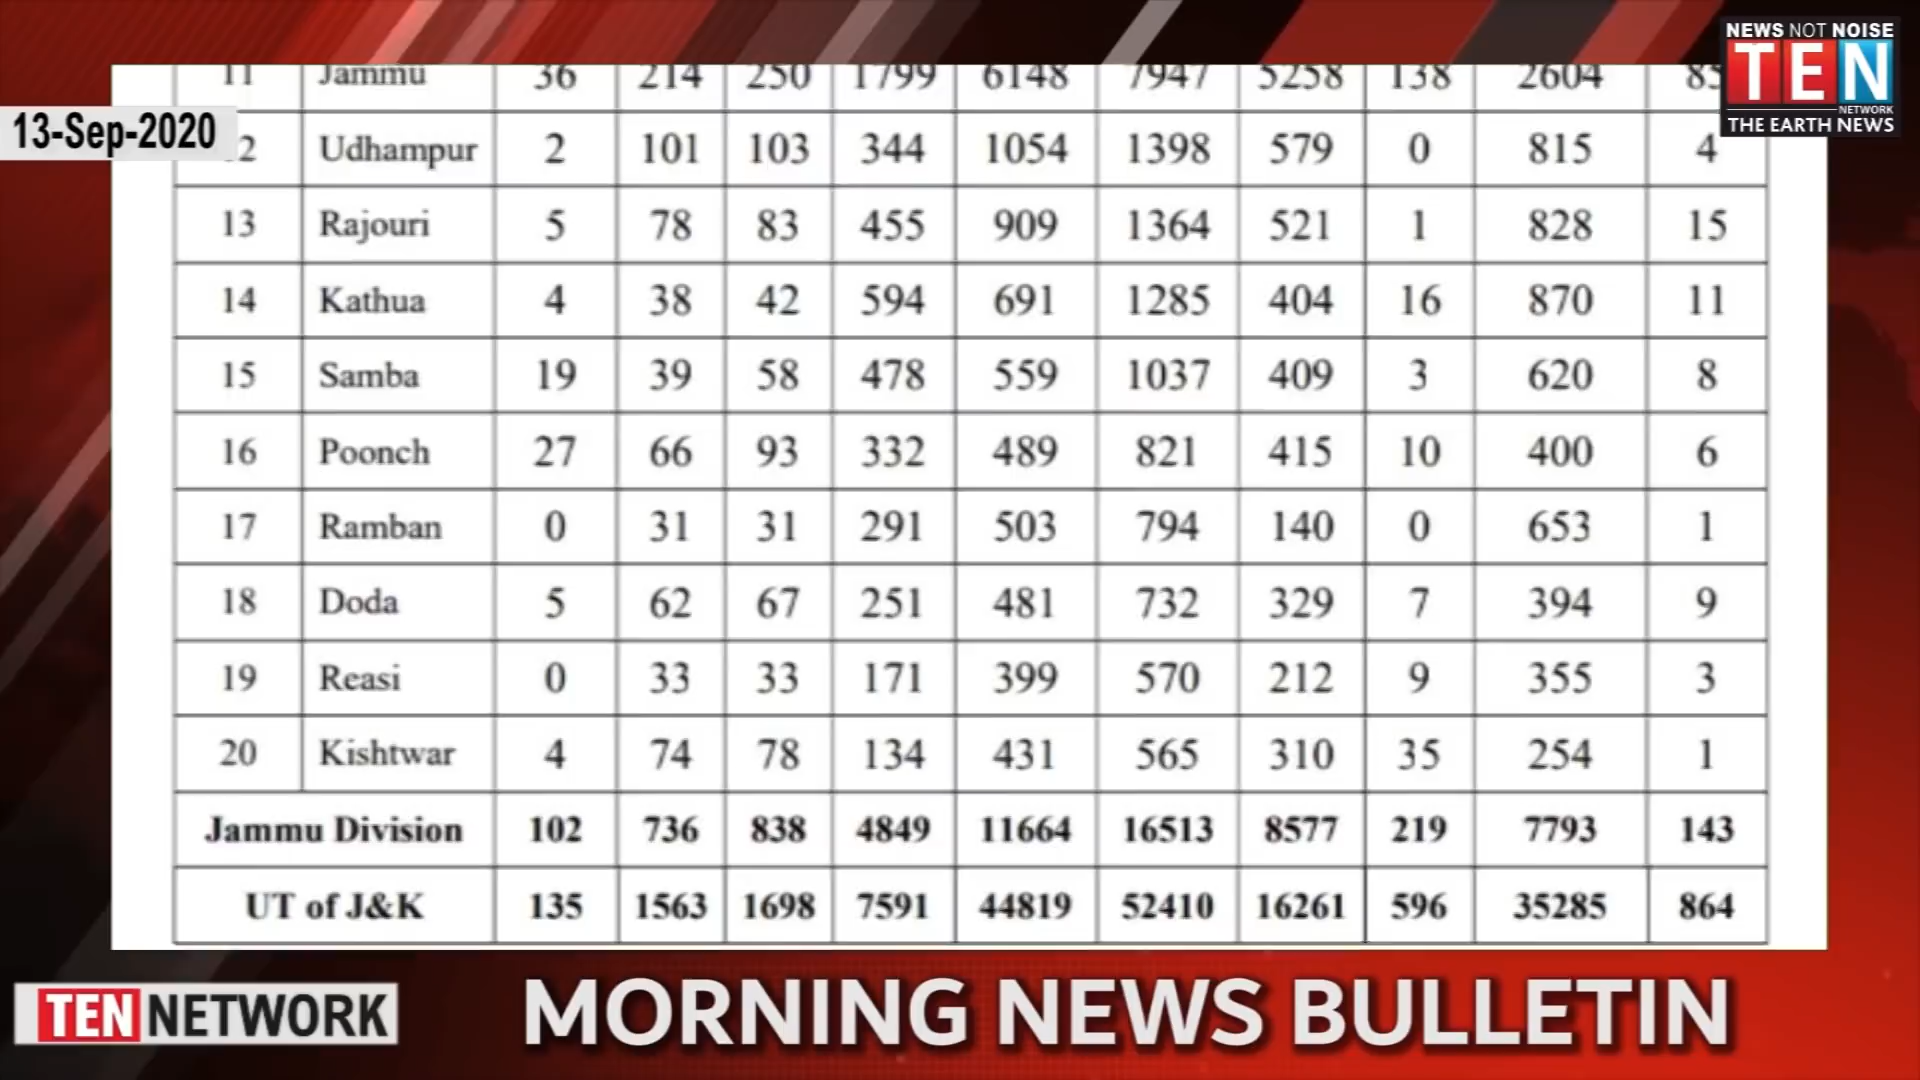 NEWS NOT NOISE
TEN
NETWORK
THE EARTH NEWS
13-Sep-2020
11 Jammu 36 214 250 1799 6148 7947 5258 138 2604 85
2 Udhampur 2 101 103 344 1054 1398 579 0 815 4
13 Rajouri 5 78 83 455 909 1364 521 1 828 15
14 Kathua 4 38 42 594 691 1285 404 16 870 11
15 Samba 19 39 58 478 559 1037 409 3 620 8
16 Poonch 27 66 93 332 489 821 415 10 400 6
17 Ramban 0 31 31 291 503 794 140 0 653 1
18 Doda 5 62 67 251 481 732 329 7 394 9
19 Reasi 0 33 33 171 399 570 212 9 355 3
20 Kishtwar 4 74 78 134 431 565 310 35 254 1
Jammu Division 102 736 838 4849 11664 16513 8577 219 7793 143
UT of J&K 135 1563 1698 7591 44819 52410 16261 596 35285 864
TEN NETWORK
MORNING NEWS BULLETIN